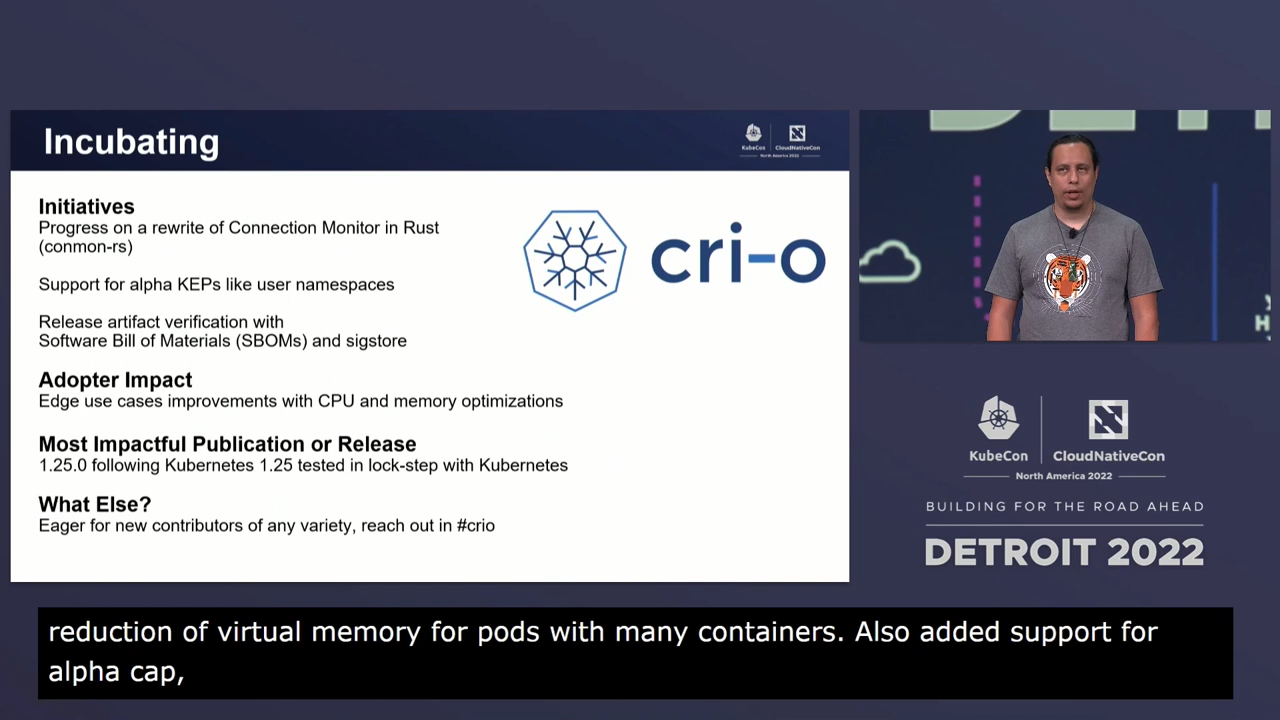 Incubating
KubeCon
CloudNativeCon
North America 2022
Initiatives
Progress on a rewrite of Connection Monitor in Rust
(conmon-rs)
Support for alpha KEPs like user namespaces
Release artifact verification with
Software Bill of Materials (SBOMs) and sigstore
Adopter Impact
Edge use cases improvements with CPU and memory optimizations
Most Impactful Publication or Release
1.25.0 following Kubernetes 1.25 tested in lock-step with Kubernetes
What Else?
Eager for new contributors of any variety, reach out in #crio
cri-o
KubeCon
CloudNativeCon
North America 2022
BUILDING FOR THE ROAD AHEAD
DETROIT 2022
reduction of virtual memory for pods with many containers. Also added support for
alpha cap,